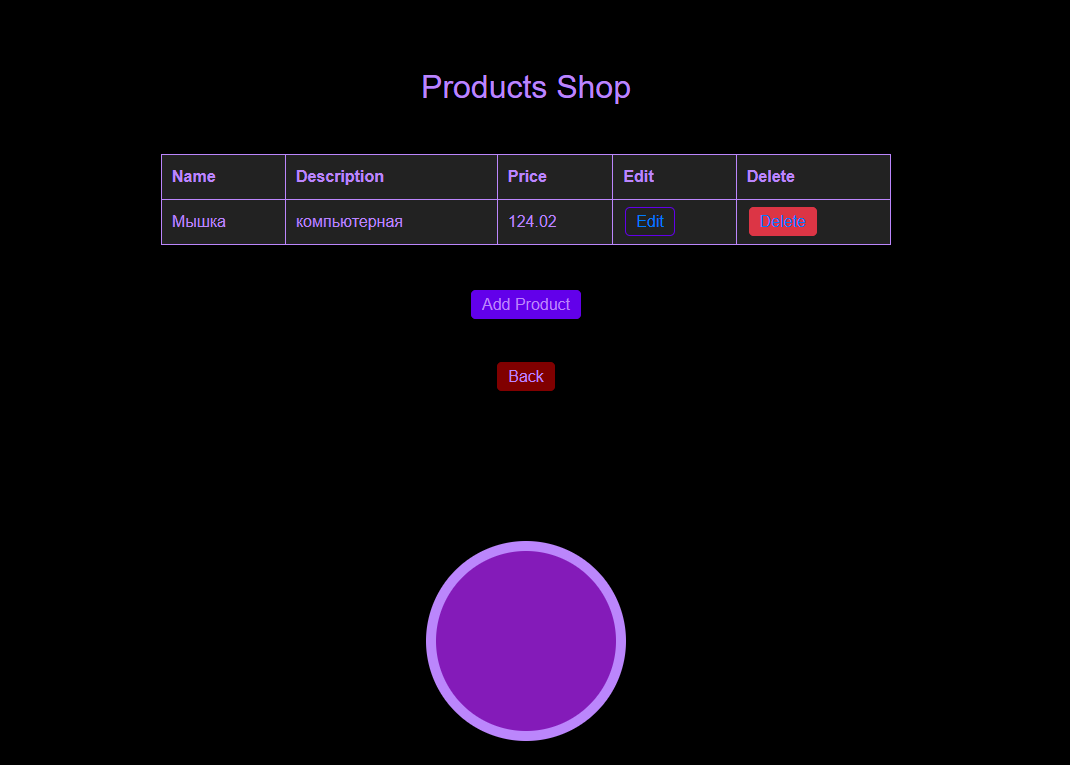 Products Shop
Name Description Price Edit Delete
Мышка компьютерная 124.02 Edit Delete
Add Product
Back